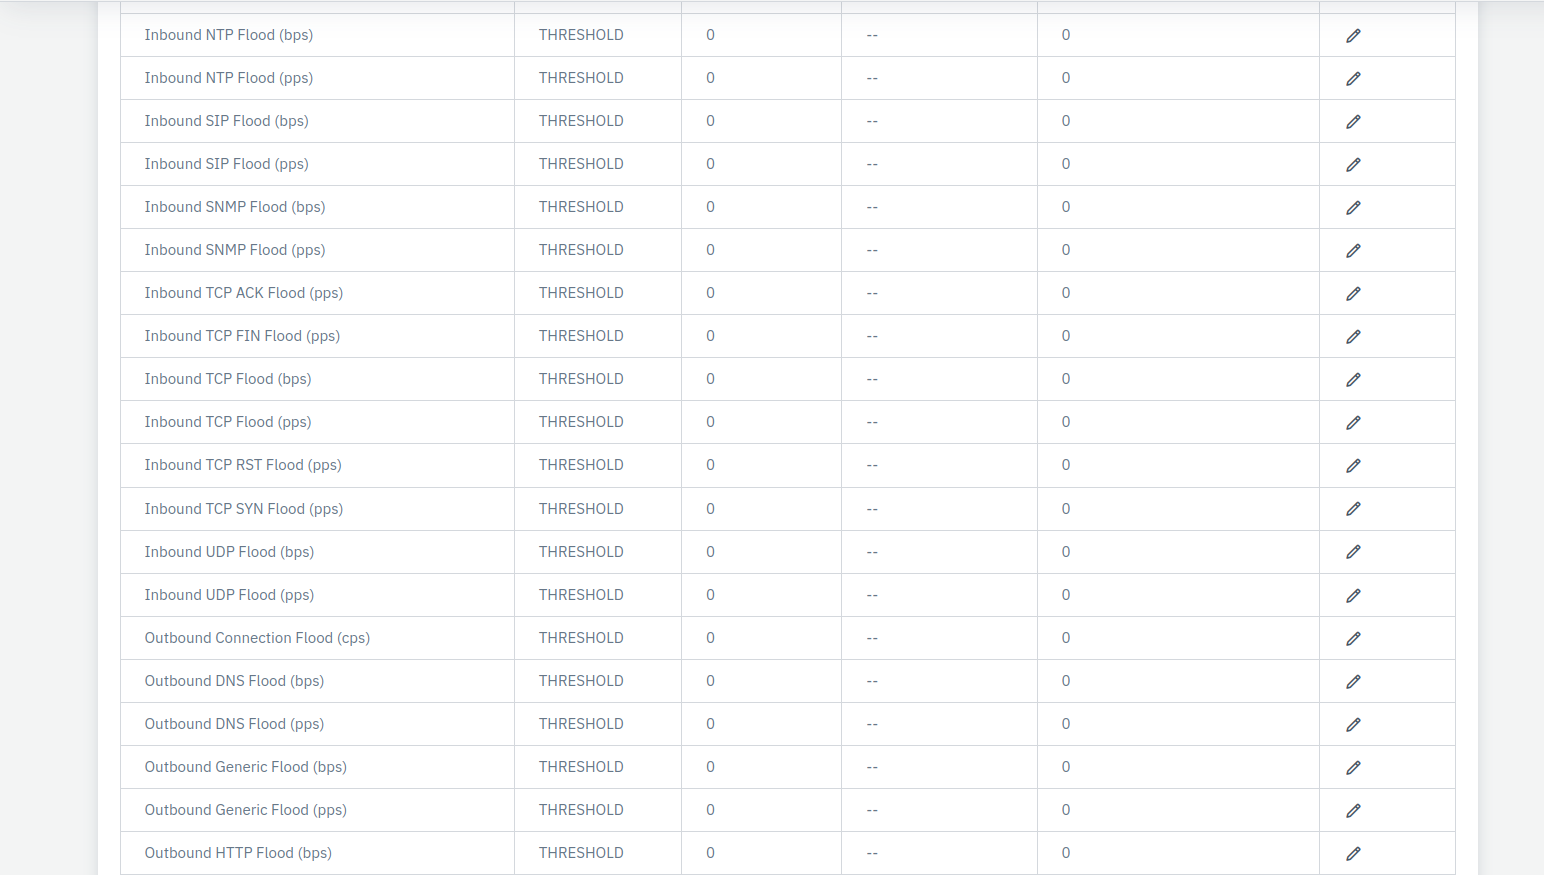 Inbound NTP Flood (bps) THRESHOLD 0 -- 0
Inbound NTP Flood (pps) THRESHOLD 0 -- 0
Inbound SIP Flood (bps) THRESHOLD 0 -- 0
Inbound SIP Flood (pps) THRESHOLD 0 -- 0
Inbound SNMP Flood (bps) THRESHOLD 0 -- 0
Inbound SNMP Flood (pps) THRESHOLD 0 -- 0
Inbound TCP ACK Flood (pps) THRESHOLD 0 -- 0
Inbound TCP FIN Flood (pps) THRESHOLD 0 -- 0
Inbound TCP Flood (bps) THRESHOLD 0 -- 0
Inbound TCP Flood (pps) THRESHOLD 0 -- 0
Inbound TCP RST Flood (pps) THRESHOLD 0 -- 0
Inbound TCP SYN Flood (pps) THRESHOLD 0 -- 0
Inbound UDP Flood (bps) THRESHOLD 0 -- 0
Inbound UDP Flood (pps) THRESHOLD 0 -- 0
Outbound Connection Flood (cps) THRESHOLD 0 -- 0
Outbound DNS Flood (bps) THRESHOLD 0 -- 0
Outbound DNS Flood (pps) THRESHOLD 0 -- 0
Outbound Generic Flood (bps) THRESHOLD 0 -- 0
Outbound Generic Flood (pps) THRESHOLD 0 -- 0
Outbound HTTP Flood (bps) THRESHOLD 0 -- 0